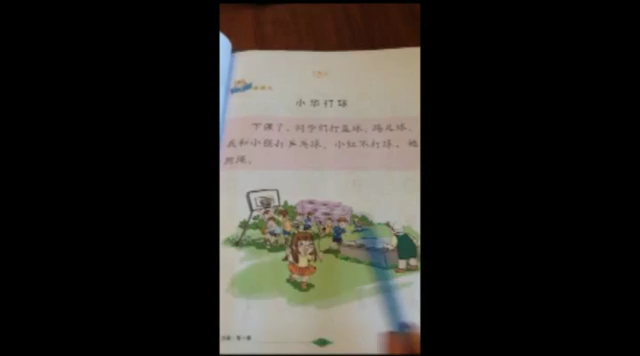 小华打球
下课了，同学们打篮球、踢足球，
我和小强打乒乓球，小红不打球，她
跳绳。